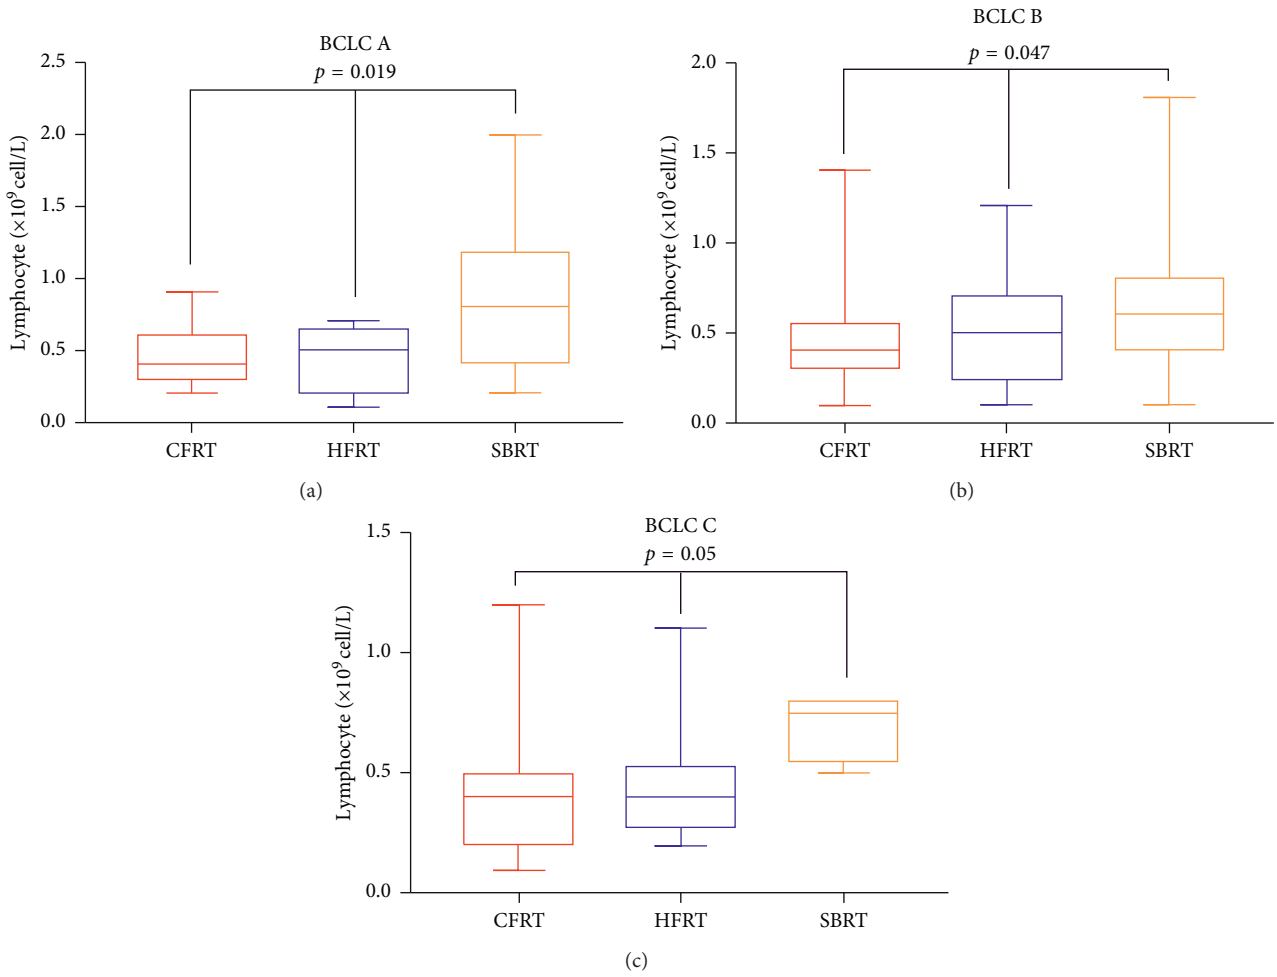 BCLC A
p = 0.019
2.5
2.0
1.5
1.0
0.5
0.0
Lymphocyte (×10⁹ cell/L)
CFRT
HFRT
SBRT
(a)
BCLC B
p = 0.047
2.0
1.5
1.0
0.5
0.0
Lymphocyte (×10⁹ cell/L)
CFRT
HFRT
SBRT
(b)
BCLC C
p = 0.05
1.5
1.0
0.5
0.0
Lymphocyte (×10⁹ cell/L)
CFRT
HFRT
SBRT
(c)